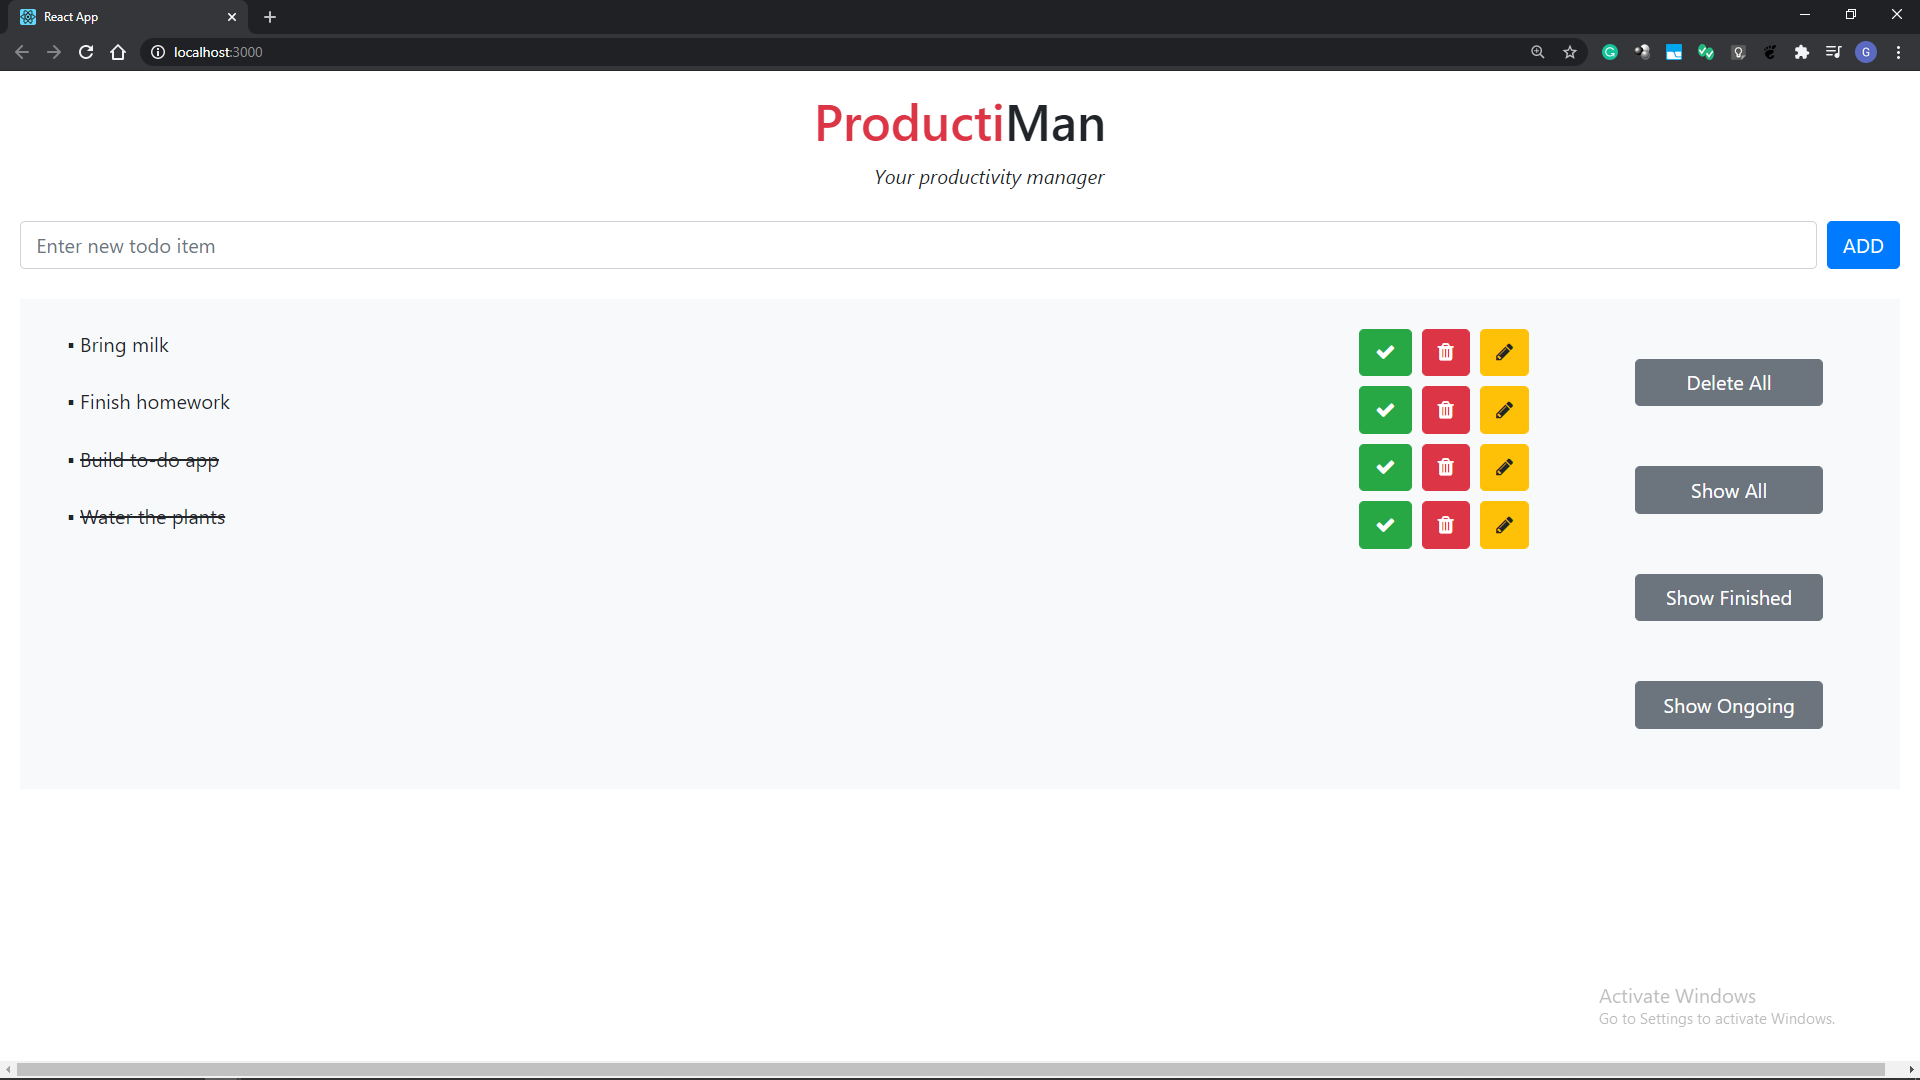 React App
localhost:3000
G
ProductiMan
Your productivity manager
Enter new todo item
ADD
▪ Bring milk
▪ Finish homework
▪ Build to-do app
▪ Water the plants
Delete All
Show All
Show Finished
Show Ongoing
Activate Windows
Go to Settings to activate Windows.